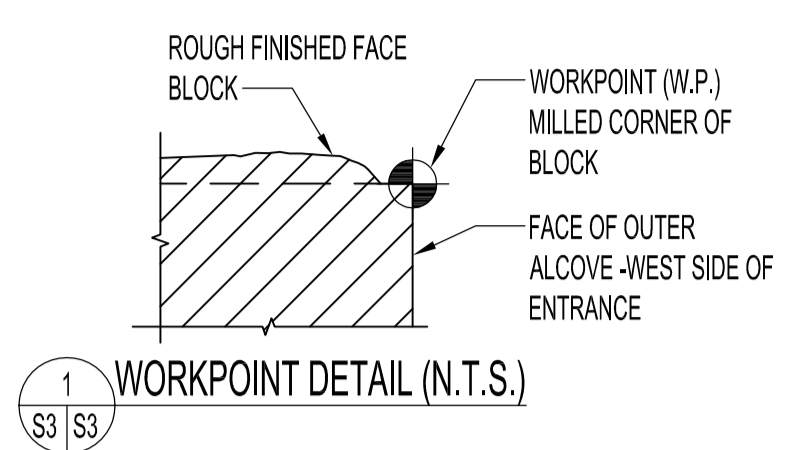 ROUGH FINISHED FACE
BLOCK
WORKPOINT (W.P.)
MILLED CORNER OF
BLOCK
FACE OF OUTER
ALCOVE -WEST SIDE OF
ENTRANCE
1
S3 S3
WORKPOINT DETAIL (N.T.S.)